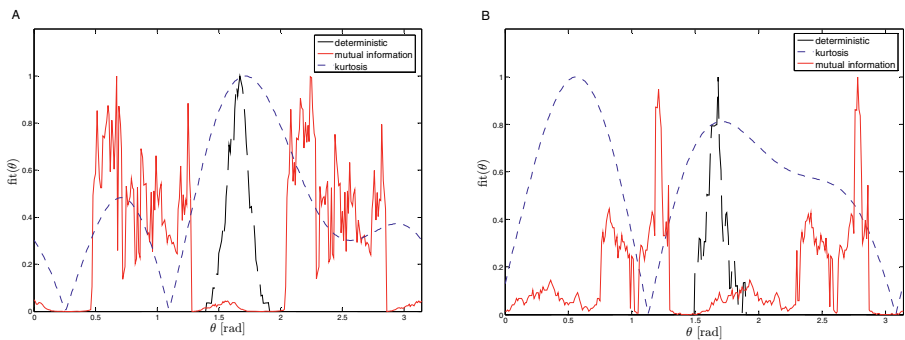 A
deterministic
mutual information
kurtosis
fit(θ)
1
0.8
0.6
0.4
0.2
0
0
0.5
1
1.5
2
2.5
3
θ [rad]
B
deterministic
kurtosis
mutual information
fit(θ)
1
0.8
0.6
0.4
0.2
0
0
0.5
1
1.5
2
2.5
3
θ [rad]